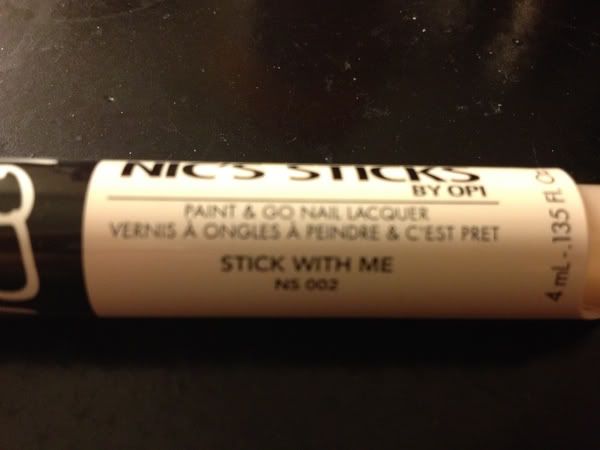 NIC'S STICKS
BY OPI
PAINT & GO NAIL LACQUER
VERNIS À ONGLES À PEINDRE & C'EST PRET
STICK WITH ME
NS 002
4 mL - .135 FL